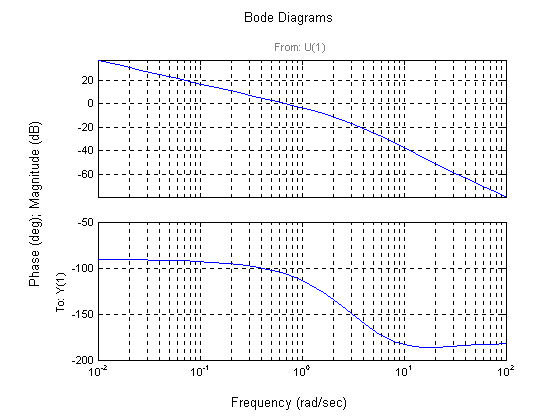 Bode Diagrams
From: U(1)
Phase (deg); Magnitude (dB)
To: Y(1)
20
0
-20
-40
-60
-50
-100
-150
-200
10^-2
10^-1
10^0
10^1
10^2
Frequency (rad/sec)